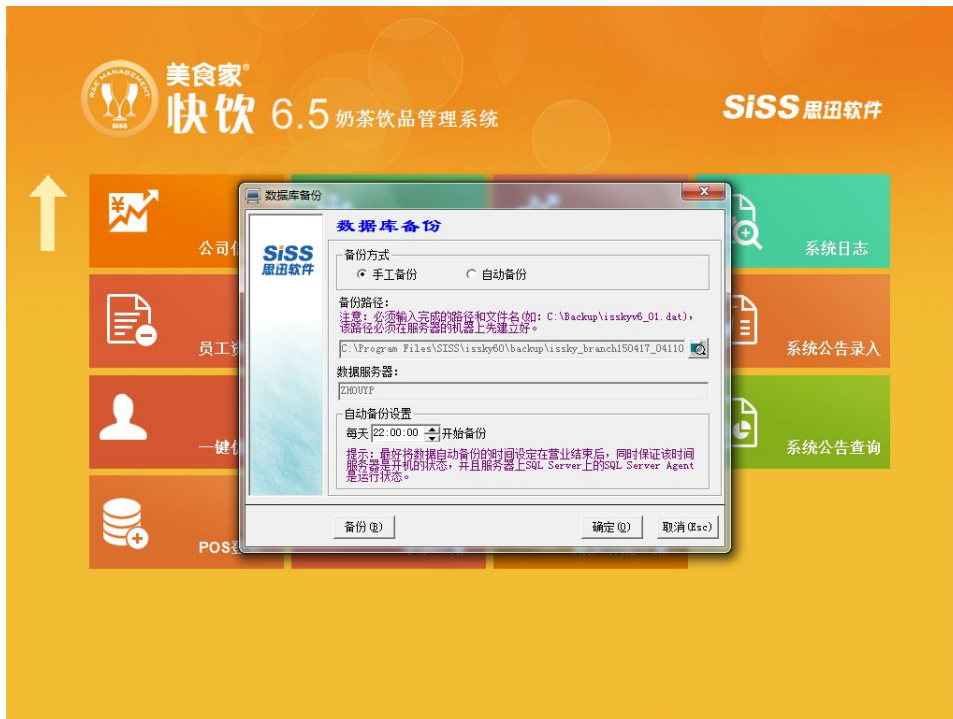 R&E MANAGEMENT
SISS
美食家®
快饮 6.5 奶茶饮品管理系统
SiSS 思迅软件
数据库备份
x
SiSS
思迅软件
数据库备份
备份方式
手工备份 自动备份
备份路径：
注意：必须输入完成的路径和文件名(如：C:\Backup\isskyv6_01.dat),
该路径必须在服务器的机器上先建立好。
C:\Program Files\SISS\issky60\backup\issky_branch150417_04110
数据服务器：
ZHOUYP
自动备份设置
每天 22:00:00 开始备份
提示：最好将数据自动备份的时间设定在营业结束后，同时保证该时间
服务器是开机的状态，并且服务器上SQL Server上的SQL Server Agent
是运行状态。
备份(B) 确定(O) 取消(Esc)
公司信
系统日志
员工资
系统公告录入
一键
系统公告查询
POS